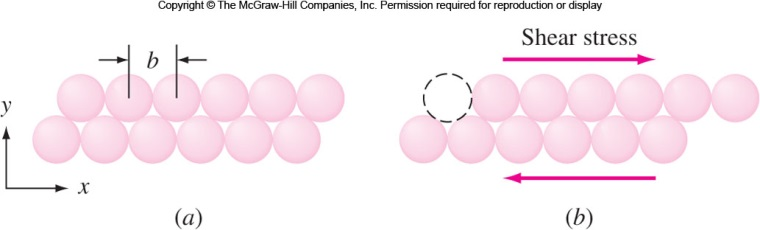 Copyright © The McGraw-Hill Companies, Inc. Permission required for reproduction or display
b
Shear stress
y
x
(a)
(b)